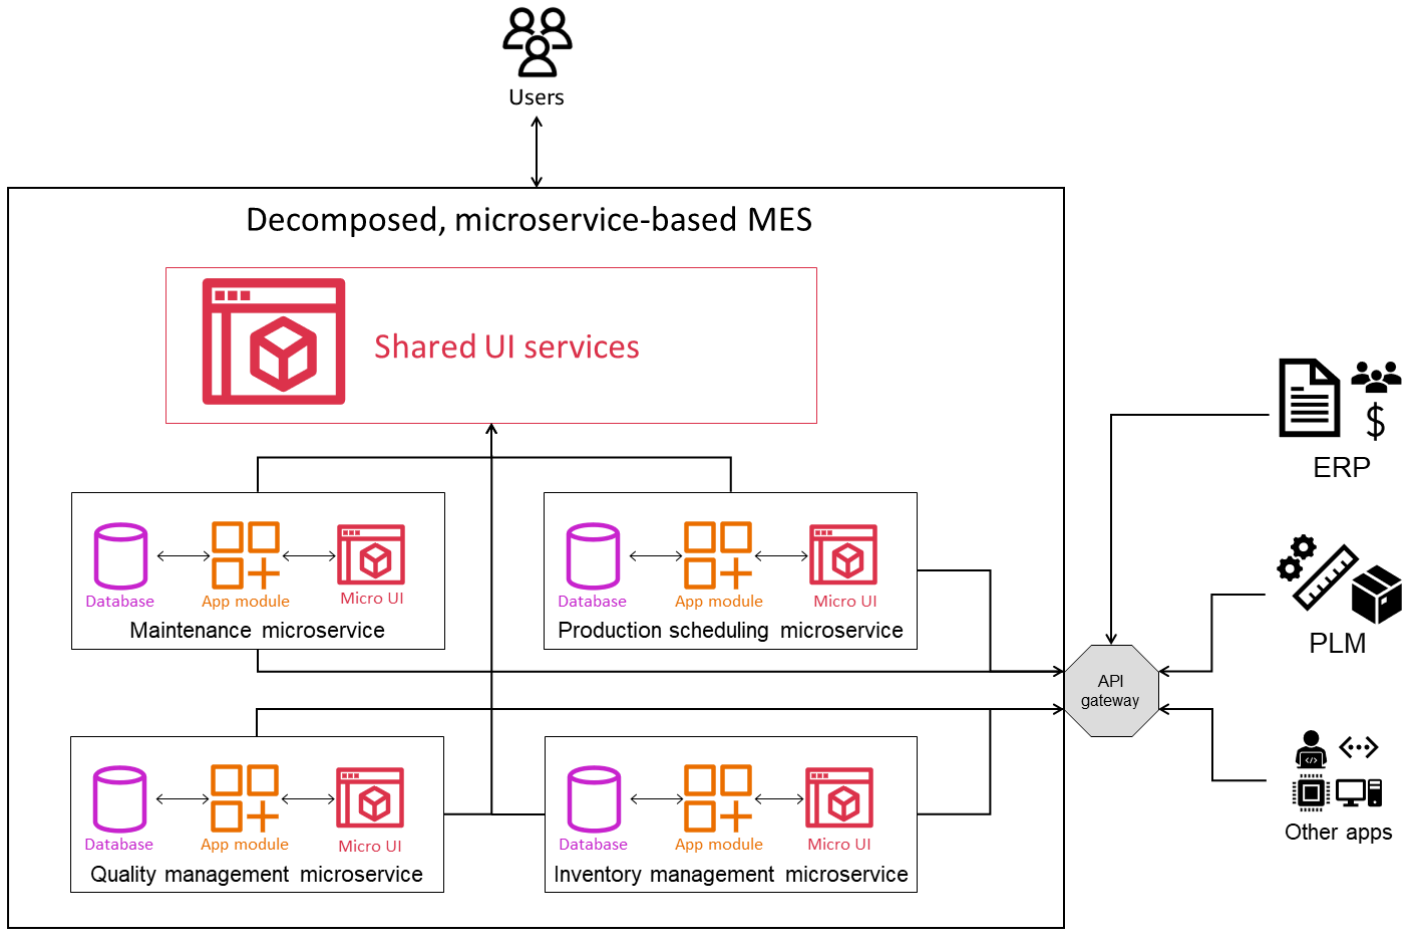 Users
Decomposed, microservice-based MES
Shared UI services
Database
App module
Micro UI
Maintenance microservice
Database
App module
Micro UI
Production scheduling microservice
Database
App module
Micro UI
Quality management microservice
Database
App module
Micro UI
Inventory management microservice
API
gateway
$
ERP
PLM
Other apps